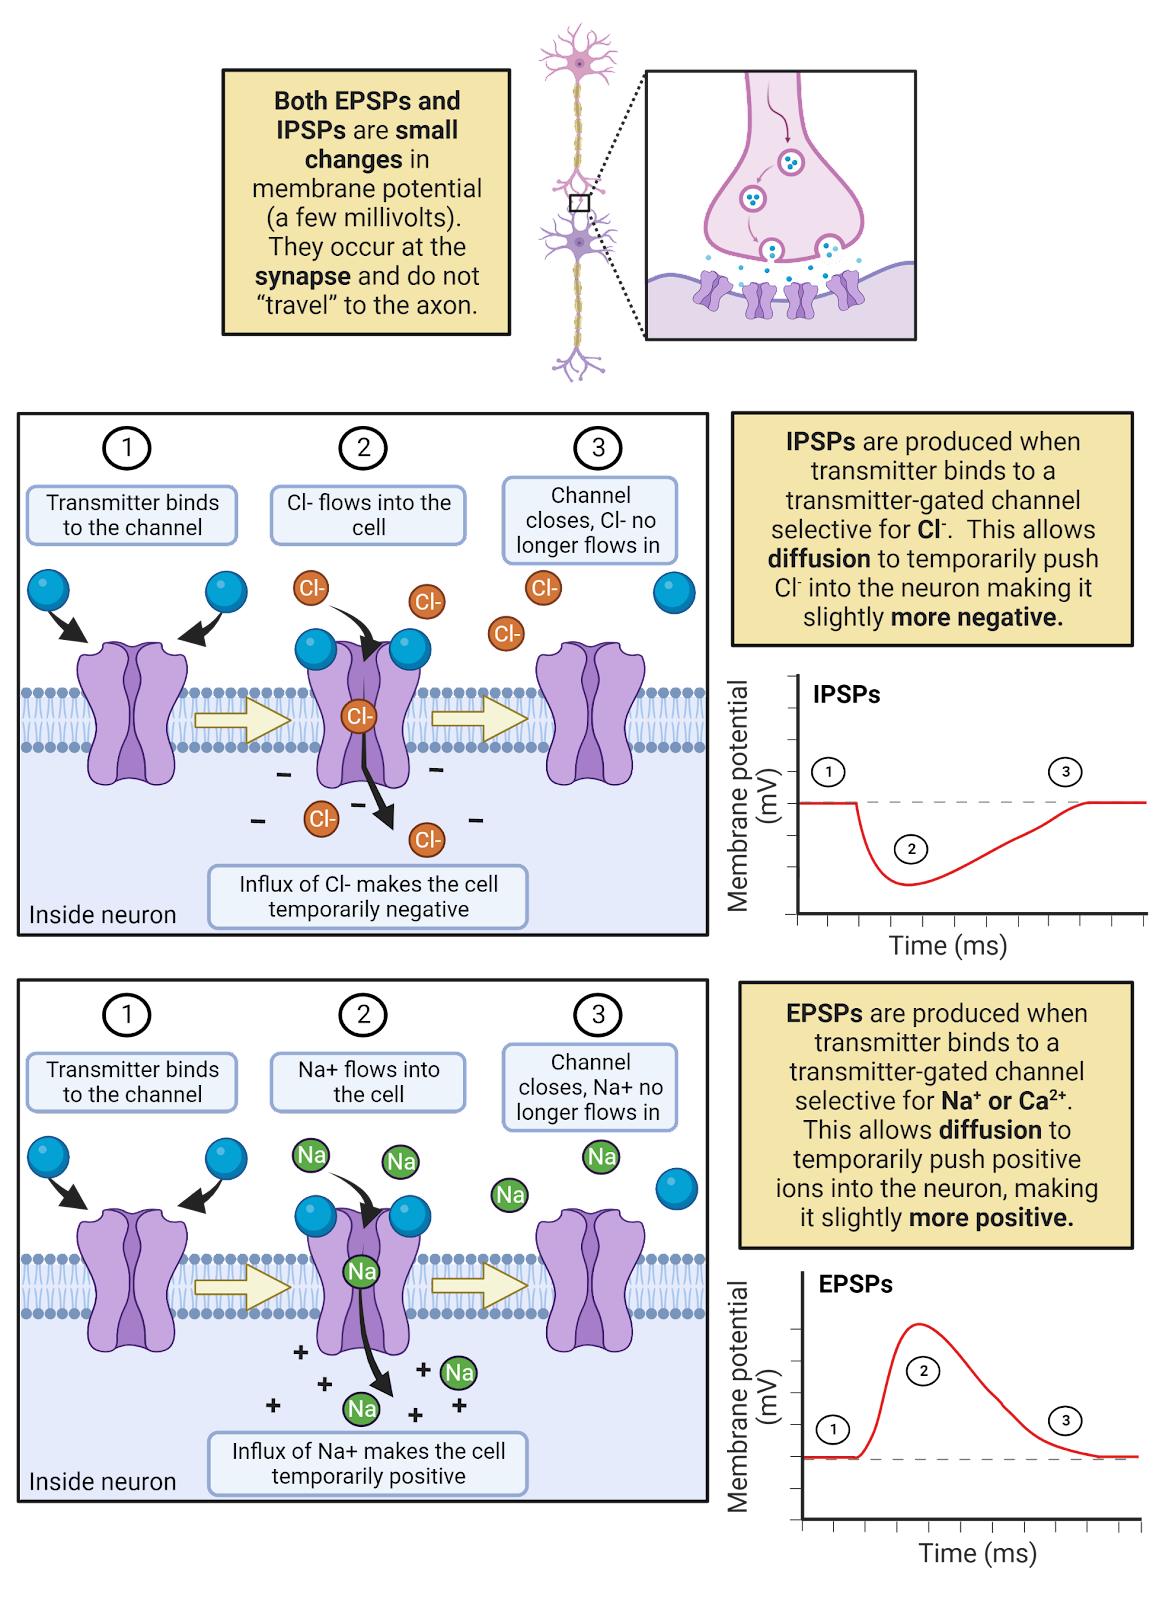 Both EPSPs and
IPSPs are small
changes in
membrane potential
(a few millivolts).
They occur at the
synapse and do not
“travel” to the axon.
1
2
3
Transmitter binds
to the channel
Cl- flows into the
cell
Channel
closes, Cl- no
longer flows in
Cl-
Cl-
Cl-
Cl-
Cl-
Cl-
Cl-
Influx of Cl- makes the cell
temporarily negative
Inside neuron
IPSPs are produced when
transmitter binds to a
transmitter-gated channel
selective for Cl⁻. This allows
diffusion to temporarily push
Cl⁻ into the neuron making it
slightly more negative.
IPSPs
Membrane potential
(mV)
1
2
3
Time (ms)
1
2
3
Transmitter binds
to the channel
Na+ flows into
the cell
Channel
closes, Na+ no
longer flows in
Na
Na
Na
Na
Na
Na
Na
Influx of Na+ makes the cell
temporarily positive
Inside neuron
EPSPs are produced when
transmitter binds to a
transmitter-gated channel
selective for Na⁺ or Ca²⁺.
This allows diffusion to
temporarily push positive
ions into the neuron, making
it slightly more positive.
EPSPs
Membrane potential
(mV)
1
2
3
Time (ms)